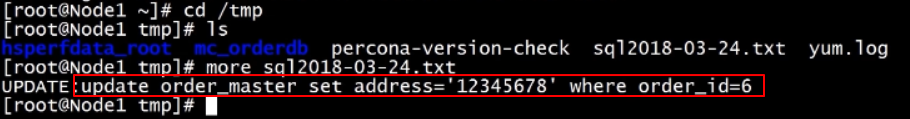 [root@Node1 ~]# cd /tmp
[root@Node1 tmp]# ls
hsperfdata_root mc_orderdb percona-version-check sql2018-03-24.txt yum.log
[root@Node1 tmp]# more sql2018-03-24.txt
UPDATE:update order_master set address='12345678' where order_id=6
[root@Node1 tmp]#